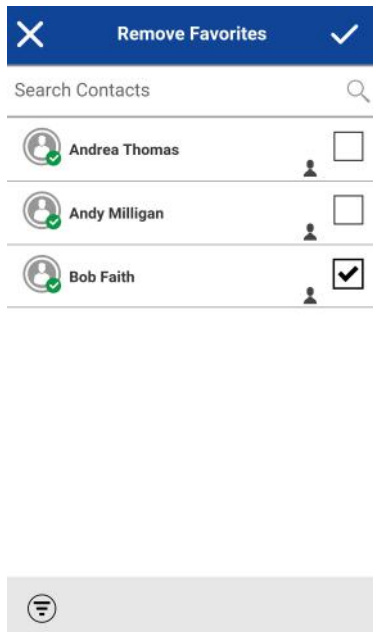 Remove Favorites
Search Contacts
Andrea Thomas
Andy Milligan
Bob Faith